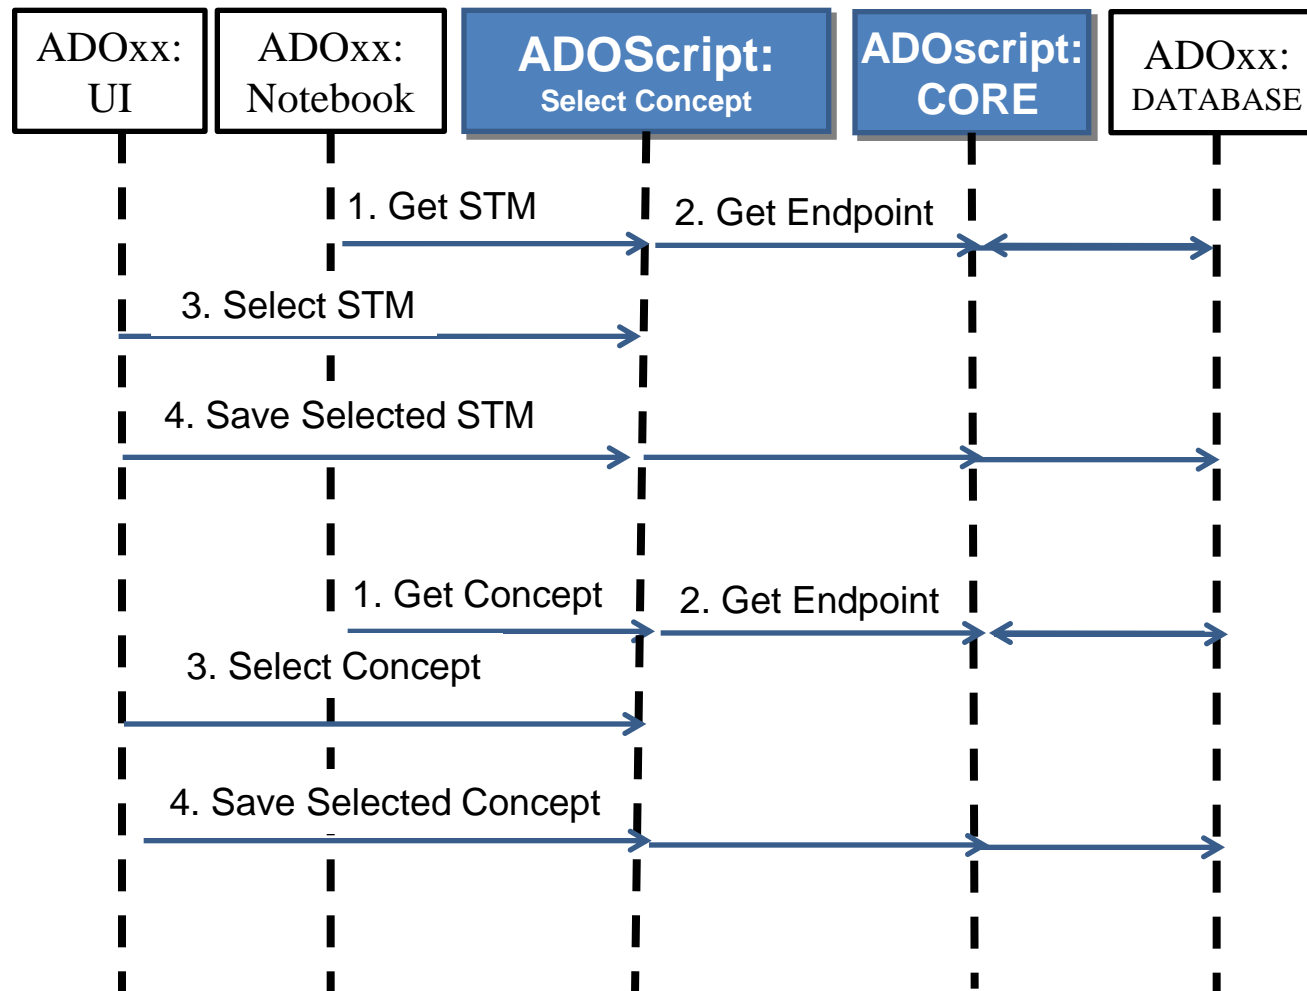 ADOxx:
UI
ADOxx:
Notebook
ADOScript:
Select Concept
ADOscript:
CORE
ADOxx:
DATABASE
1. Get STM
2. Get Endpoint
3. Select STM
4. Save Selected STM
1. Get Concept
2. Get Endpoint
3. Select Concept
4. Save Selected Concept